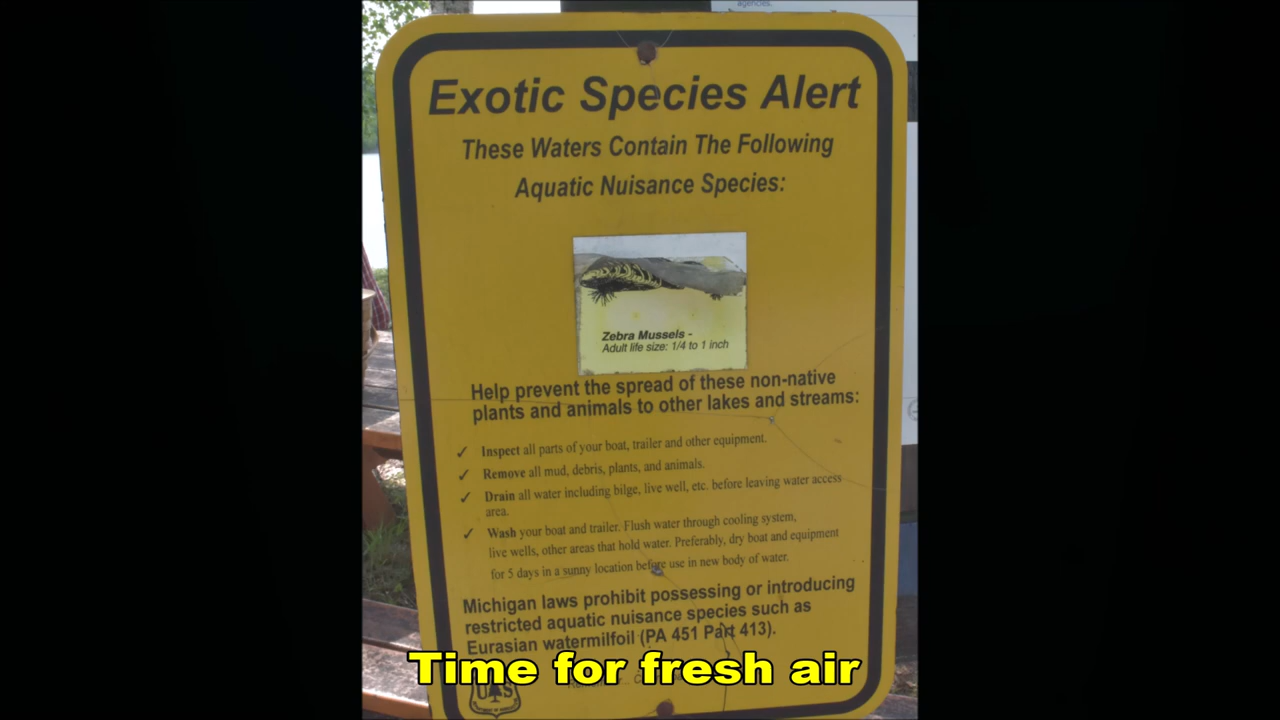 agencies.
Exotic Species Alert
These Waters Contain The Following
Aquatic Nuisance Species:
Zebra Mussels -
Adult life size: 1/4 to 1 inch
Help prevent the spread of these non-native
plants and animals to other lakes and streams:
✓ Inspect all parts of your boat, trailer and other equipment.
✓ Remove all mud, debris, plants, and animals.
✓ Drain all water including bilge, live well, etc. before leaving water access
area.
✓ Wash your boat and trailer. Flush water through cooling system,
live wells, other areas that hold water. Preferably, dry boat and equipment
for 5 days in a sunny location before use in new body of water.
Michigan laws prohibit possessing or introducing
restricted aquatic nuisance species such as
Eurasian watermilfoil (PA 451 Part 413).
Time for fresh air
UAS